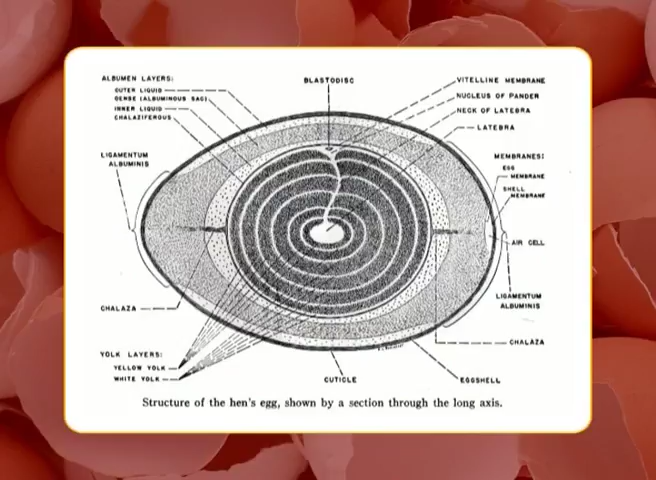 ALBUMEN LAYERS:
OUTER LIQUID
DENSE (ALBUMINOUS SAC)
INNER LIQUID
CHALAZIFEROUS
BLASTODISC
VITELLINE MEMBRANE
NUCLEUS OF PANDER
NECK OF LATEBRA
LATEBRA
LIGAMENTUM
ALBUMINIS
MEMBRANES:
EGG
MEMBRANE
SHELL
MEMBRANE
AIR CELL
LIGAMENTUM
ALBUMINIS
CHALAZA
CHALAZA
YOLK LAYERS:
YELLOW YOLK
WHITE YOLK
CUTICLE
EGGSHELL
Structure of the hen's egg, shown by a section through the long axis.